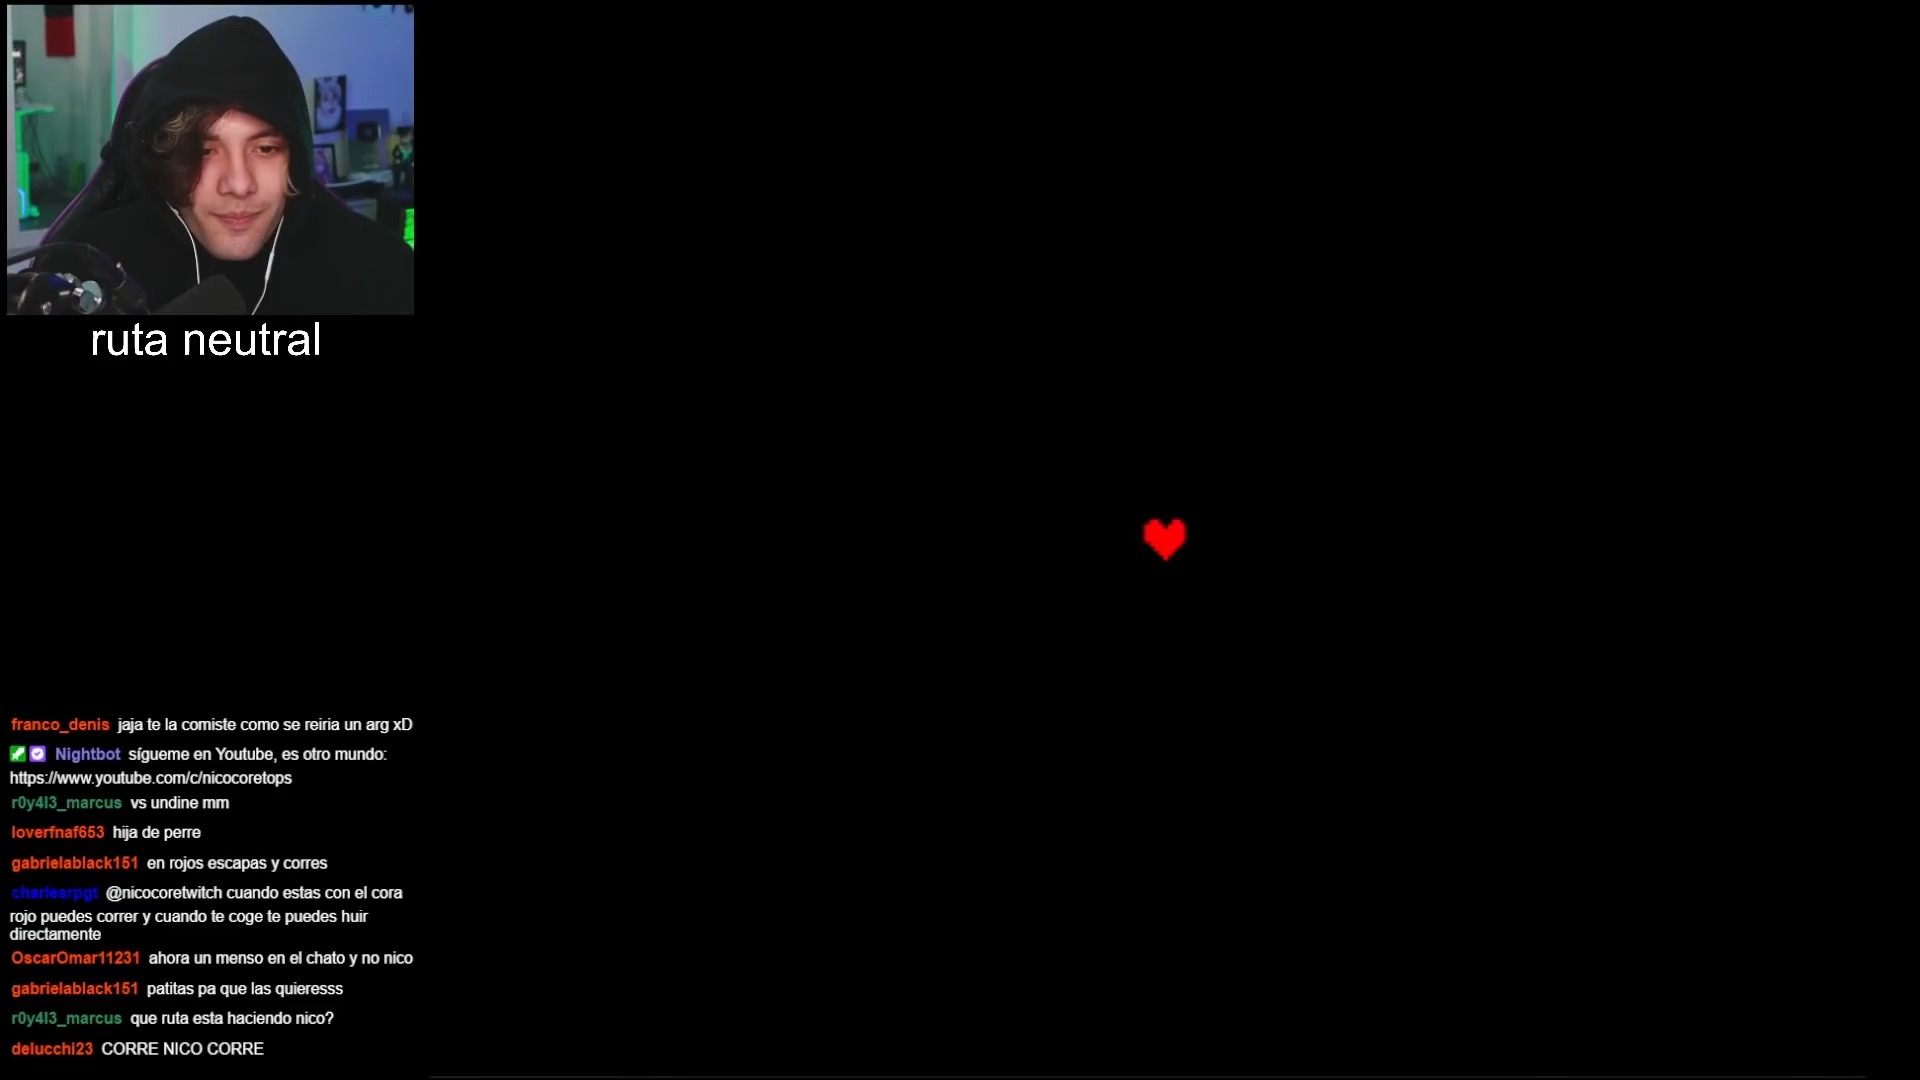 ruta neutral
franco_denis jaja te la comiste como se reiria un arg xD
Nightbot sígueme en Youtube, es otro mundo:
https://www.youtube.com/c/nicocoretops
r0y4l3_marcus vs undine mm
loverfnaf653 hija de perre
gabrielablack151 en rojos escapas y corres
charlesrpgt @nicocoretwitch cuando estas con el cora
rojo puedes correr y cuando te coge te puedes huir
directamente
OscarOmar11231 ahora un menso en el chato y no nico
gabrielablack151 patitas pa que las quieresss
r0y4l3_marcus que ruta esta haciendo nico?
delucchi23 CORRE NICO CORRE